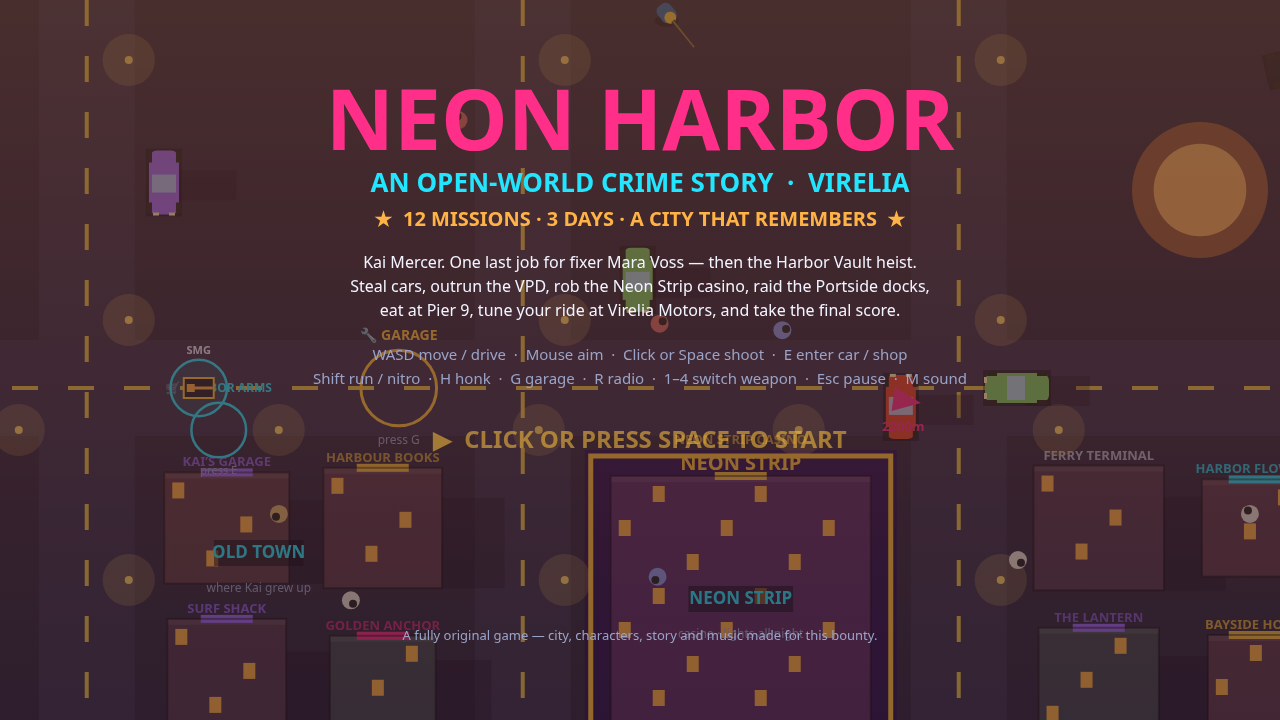 NEON HARBOR
AN OPEN-WORLD CRIME STORY · VIRELIA
★ 12 MISSIONS · 3 DAYS · A CITY THAT REMEMBERS ★
Kai Mercer. One last job for fixer Mara Voss — then the Harbor Vault heist.
Steal cars, outrun the VPD, rob the Neon Strip casino, raid the Portside docks,
eat at Pier 9, tune your ride at Virelia Motors, and take the final score.
🔧 GARAGE
SMG
WASD move / drive · Mouse aim · Click or Space shoot · E enter car / shop
Shift run / nitro · H honk · G garage · R radio · 1–4 switch weapon · Esc pause · M sound
ARMS
press G
▶ CLICK OR PRESS SPACE TO START
NEON STRIP
KAI'S GARAGE
HARBOUR BOOKS
FERRY TERMINAL
press E
OLD TOWN
where Kai grew up
NEON STRIP
SURF SHACK
GOLDEN ANCHOR
THE LANTERN
A fully original game — city, characters, story and music made for this bounty.